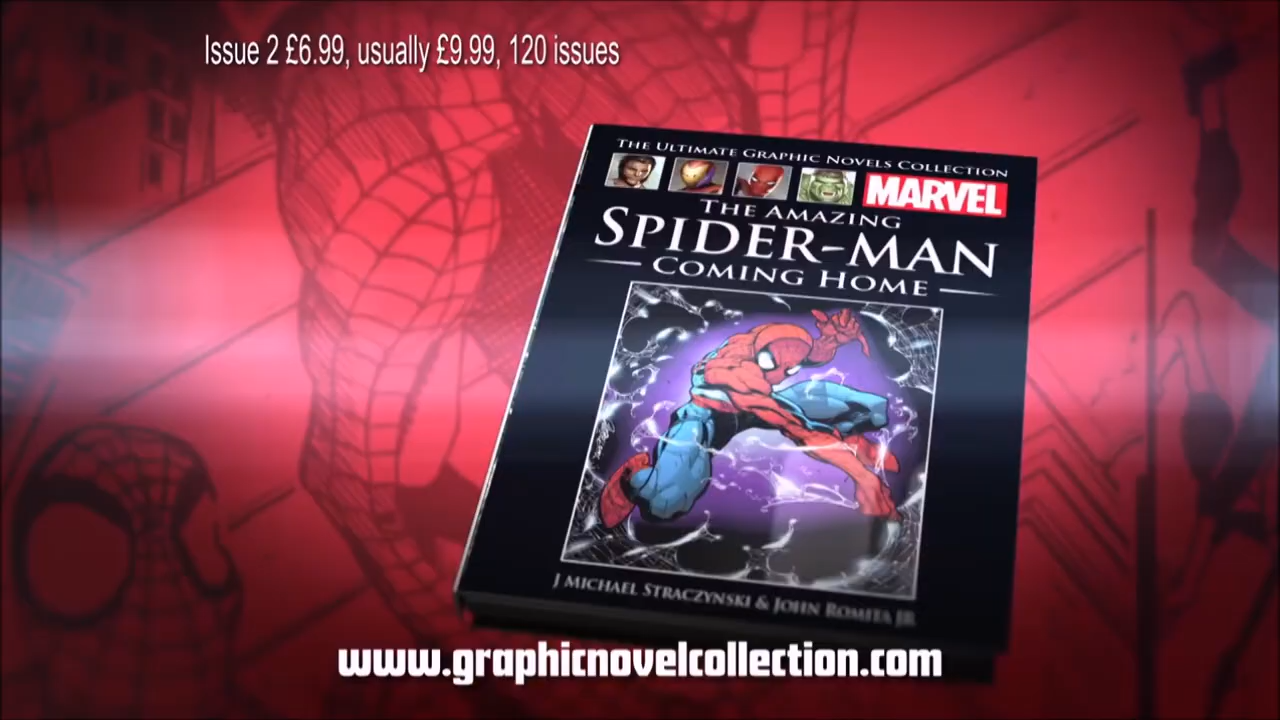 Issue 2 £6.99, usually £9.99, 120 issues
THE ULTIMATE GRAPHIC NOVELS COLLECTION
MARVEL
THE AMAZING
SPIDER-MAN
COMING HOME
J MICHAEL STRACZYNSKI & JOHN ROMITA JR
www.graphicnovelcollection.com